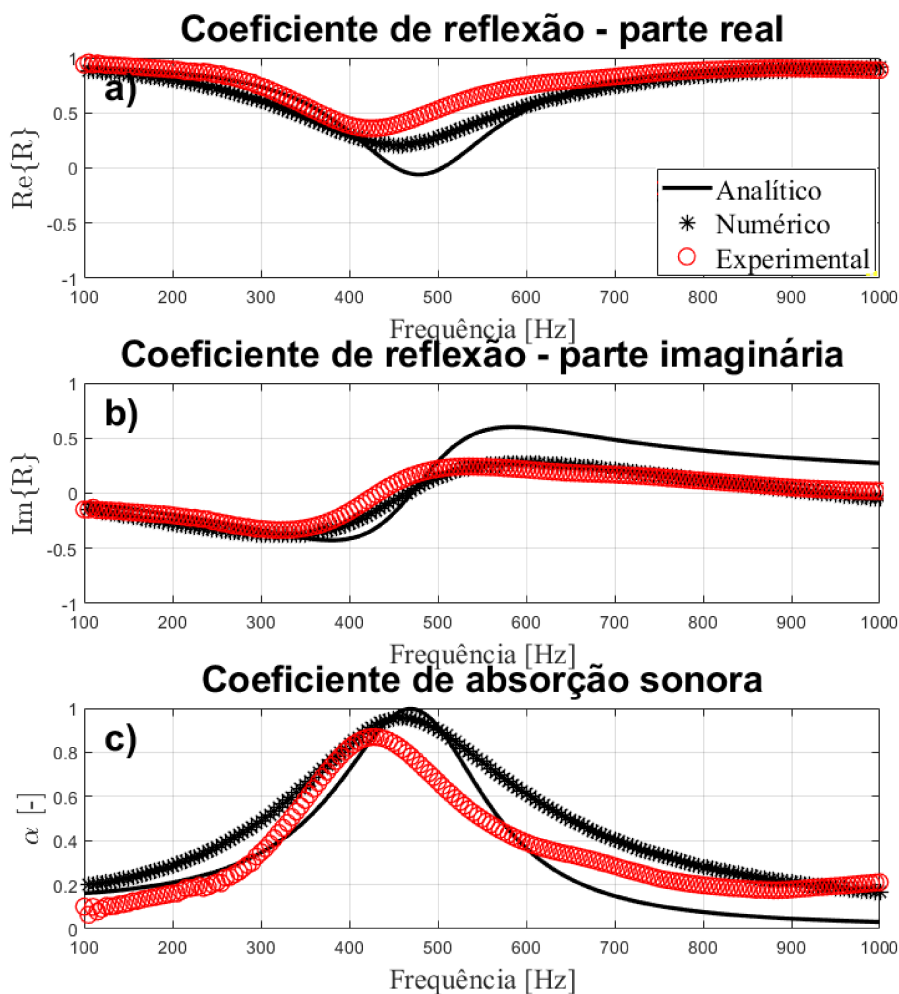 Coeficiente de reflexão - parte real
a)
Re{R}
1
0.5
0
-0.5
-1
Analítico
Numérico
Experimental
100 200 300 400 500 600 700 800 900 1000
Frequência [Hz]
Coeficiente de reflexão - parte imaginária
b)
Im{R}
1
0.5
0
-0.5
-1
100 200 300 400 500 600 700 800 900 1000
Frequência [Hz]
Coeficiente de absorção sonora
c)
α [-]
1
0.8
0.6
0.4
0.2
0
100 200 300 400 500 600 700 800 900 1000
Frequência [Hz]